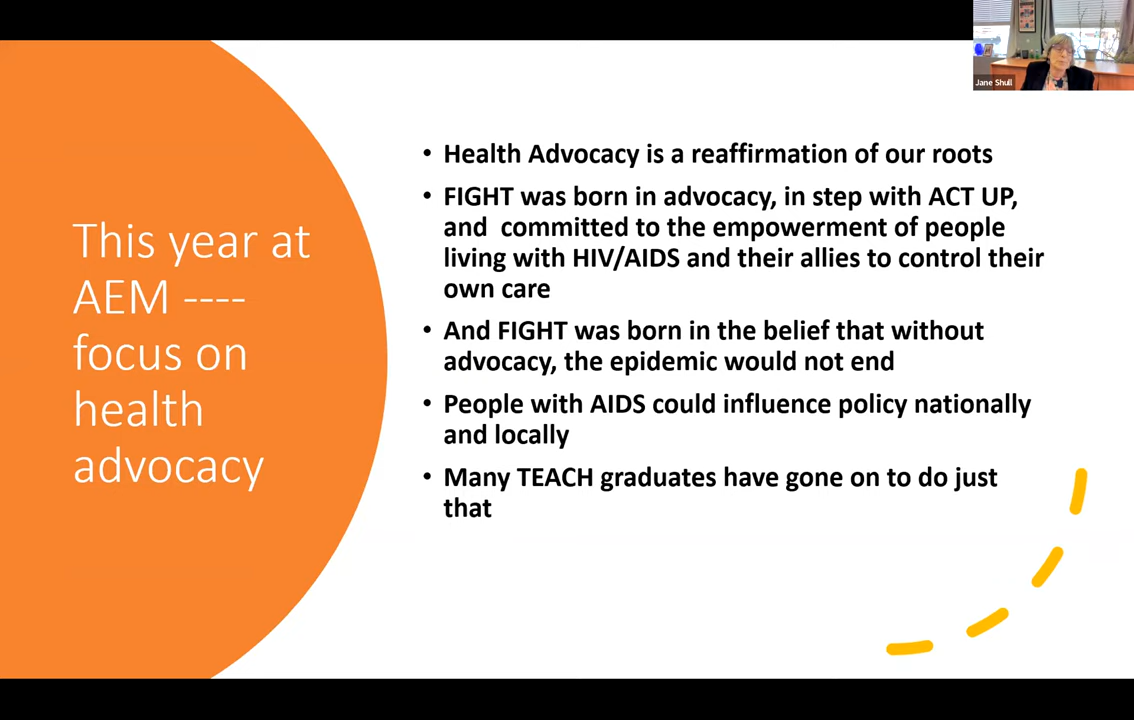 Jane Shull
This year at
AEM ----
focus on
health
advocacy
• Health Advocacy is a reaffirmation of our roots
• FIGHT was born in advocacy, in step with ACT UP,
and committed to the empowerment of people
living with HIV/AIDS and their allies to control their
own care
• And FIGHT was born in the belief that without
advocacy, the epidemic would not end
• People with AIDS could influence policy nationally
and locally
• Many TEACH graduates have gone on to do just
that